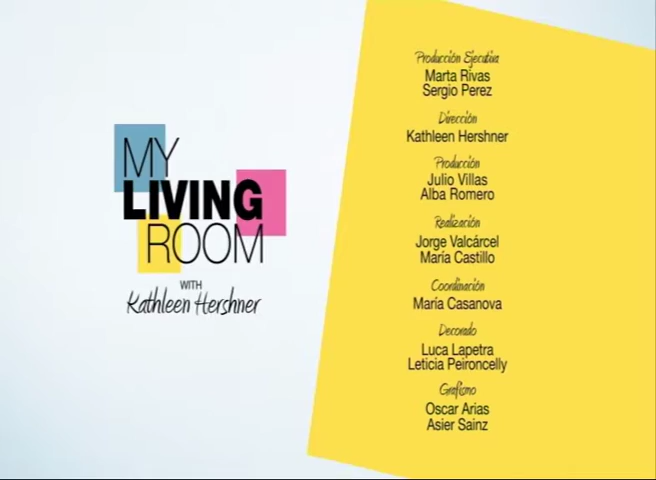 MY
LIVING
ROOM
WITH
Kathleen Hershner
Producción Ejecutiva
Marta Rivas
Sergio Perez
Dirección
Kathleen Hershner
Producción
Julio Villas
Alba Romero
Realización
Jorge Valcárcel
María Castillo
Coordinación
María Casanova
Decorado
Luca Lapetra
Leticia Peironcelly
Grafismo
Oscar Arias
Asier Sainz